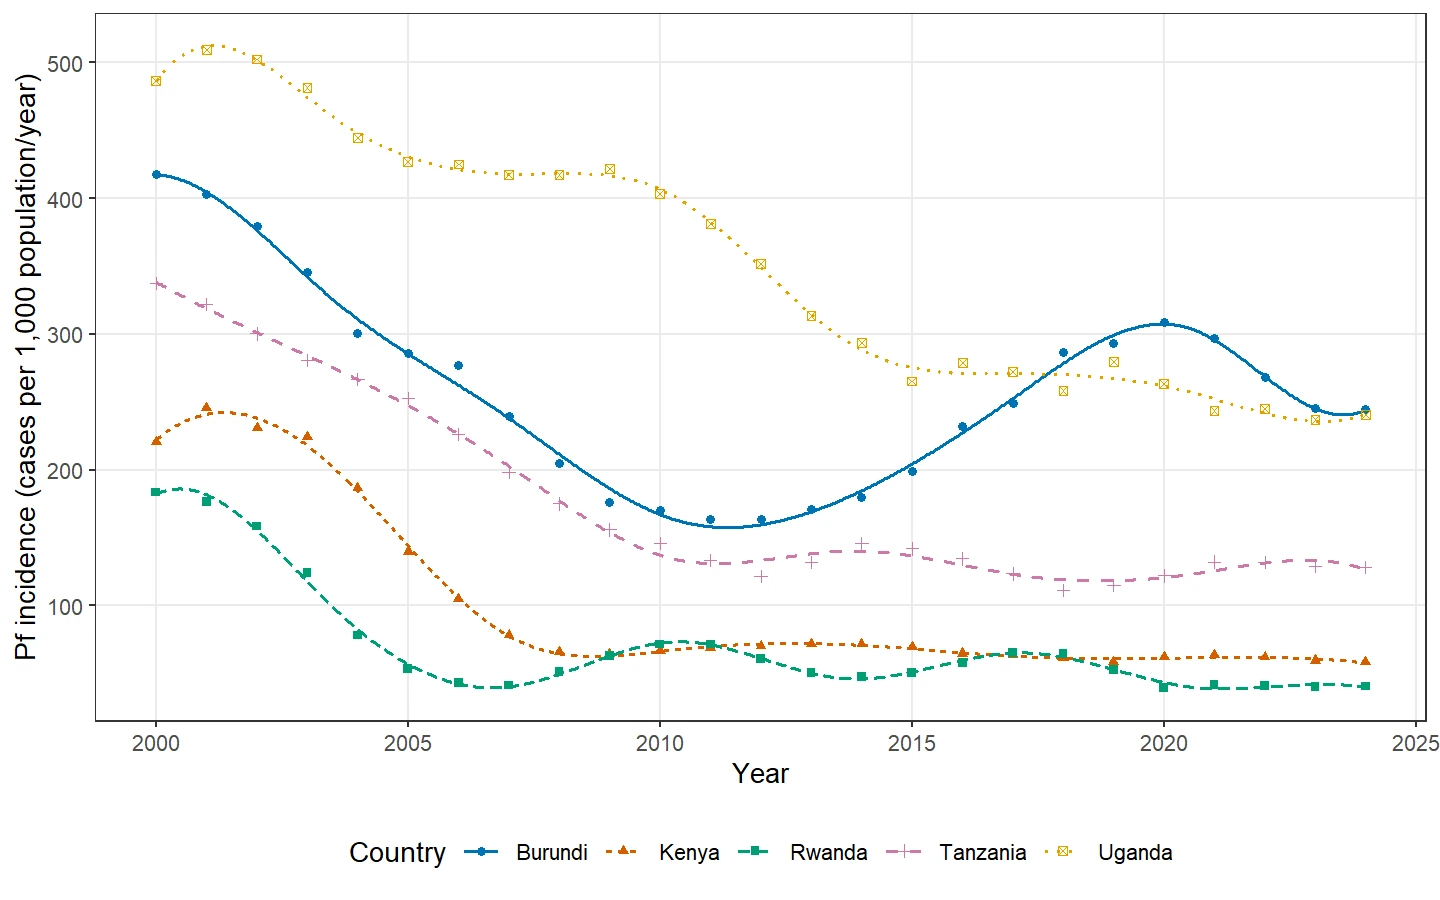 Pf incidence (cases per 1,000 population/year)
500
400
300
200
100
2000 2005 2010 2015 2020 2025
Year
Country Burundi Kenya Rwanda Tanzania Uganda